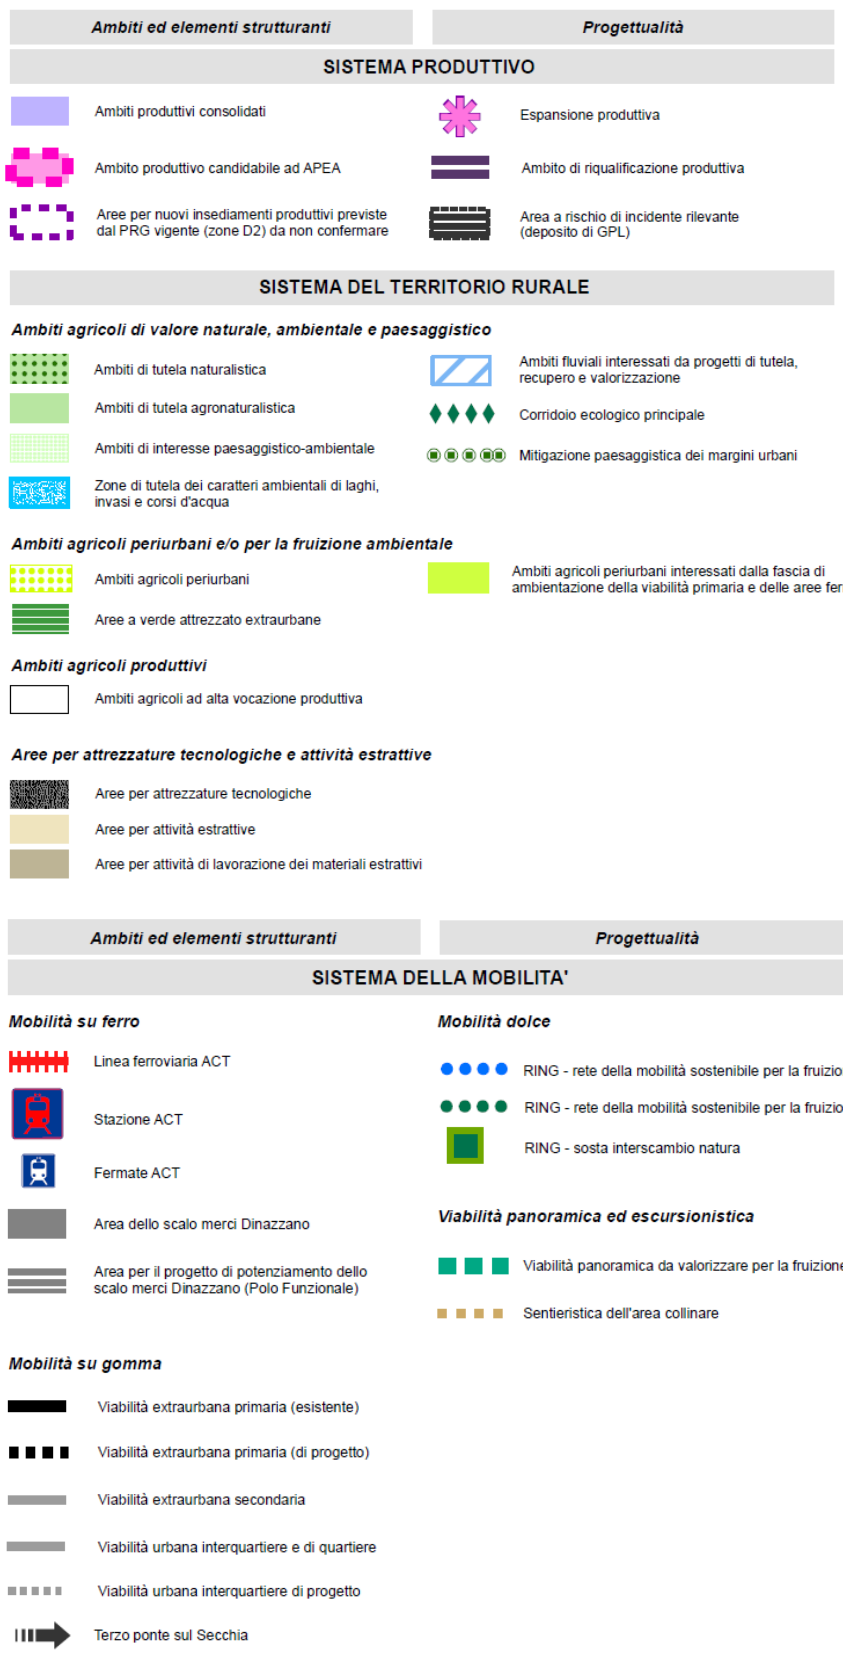 Ambiti ed elementi strutturanti
Progettualità
SISTEMA PRODUTTIVO
Ambiti produttivi consolidati
Espansione produttiva
Ambito produttivo candidabile ad APEA
Ambito di riqualificazione produttiva
Aree per nuovi insediamenti produttivi previste
dal PRG vigente (zone D2) da non confermare
Area a rischio di incidente rilevante
(deposito di GPL)
SISTEMA DEL TERRITORIO RURALE
Ambiti agricoli di valore naturale, ambientale e paesaggistico
Ambiti di tutela naturalistica
Ambiti fluviali interessati da progetti di tutela,
recupero e valorizzazione
Ambiti di tutela agronaturalistica
Corridoio ecologico principale
Ambiti di interesse paesaggistico-ambientale
Mitigazione paesaggistica dei margini urbani
Zone di tutela dei caratteri ambientali di laghi,
invasi e corsi d'acqua
Ambiti agricoli periurbani e/o per la fruizione ambientale
Ambiti agricoli periurbani
Ambiti agricoli periurbani interessati dalla fascia di
ambientazione della viabilità primaria e delle aree fer
Aree a verde attrezzato extraurbane
Ambiti agricoli produttivi
Ambiti agricoli ad alta vocazione produttiva
Aree per attrezzature tecnologiche e attività estrattive
Aree per attrezzature tecnologiche
Aree per attività estrattive
Aree per attività di lavorazione dei materiali estrattivi
Ambiti ed elementi strutturanti
Progettualità
SISTEMA DELLA MOBILITA'
Mobilità su ferro
Mobilità dolce
Linea ferroviaria ACT
RING - rete della mobilità sostenibile per la fruizio
Stazione ACT
RING - rete della mobilità sostenibile per la fruizio
RING - sosta interscambio natura
Fermate ACT
Area dello scalo merci Dinazzano
Viabilità panoramica ed escursionistica
Area per il progetto di potenziamento dello
scalo merci Dinazzano (Polo Funzionale)
Viabilità panoramica da valorizzare per la fruizione
Sentieristica dell'area collinare
Mobilità su gomma
Viabilità extraurbana primaria (esistente)
Viabilità extraurbana primaria (di progetto)
Viabilità extraurbana secondaria
Viabilità urbana interquartiere e di quartiere
Viabilità urbana interquartiere di progetto
Terzo ponte sul Secchia